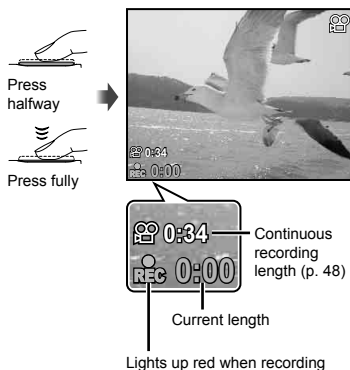 Press
halfway
Press fully
0:34
REC 0:00
0:34
REC 0:00
Continuous
recording
length (p. 48)
Current length
Lights up red when recording